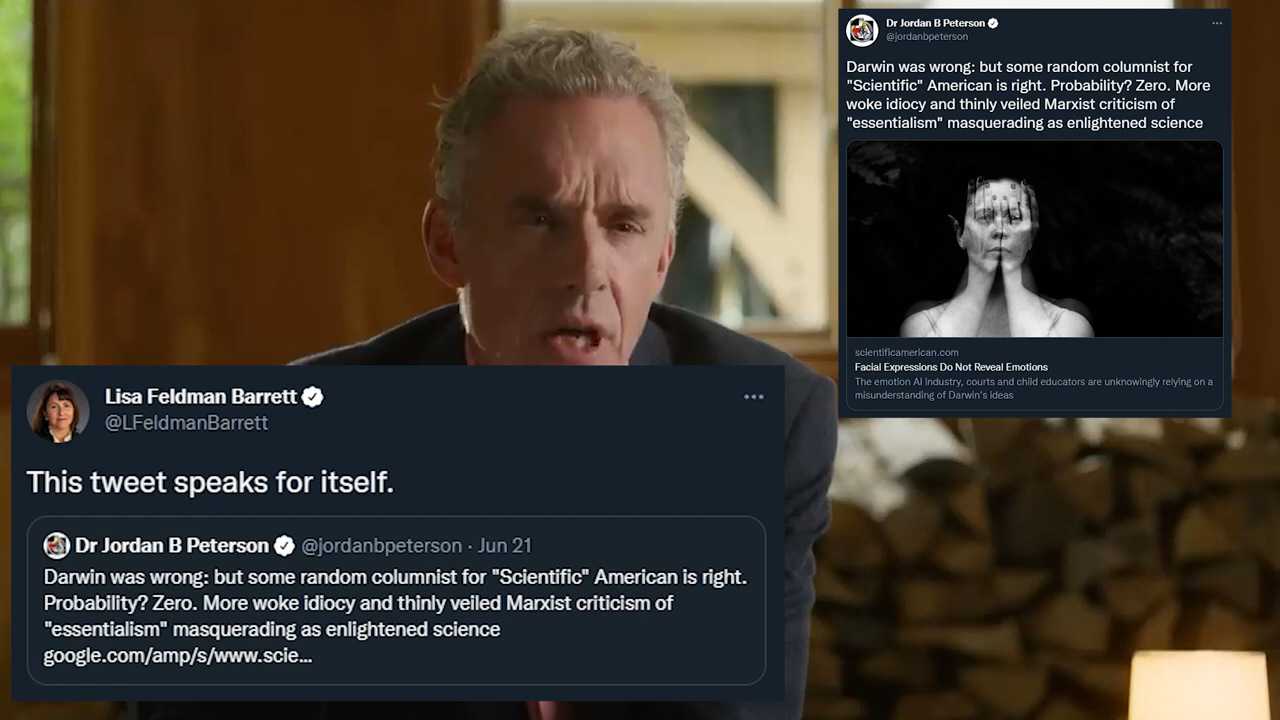 Dr Jordan B Peterson
@jordanbpeterson
Darwin was wrong: but some random columnist for
"Scientific" American is right. Probability? Zero. More
woke idiocy and thinly veiled Marxist criticism of
"essentialism" masquerading as enlightened science
scientificamerican.com
Facial Expressions Do Not Reveal Emotions
The emotion AI industry, courts and child educators are unknowingly relying on a
misunderstanding of Darwin's ideas
Lisa Feldman Barrett
@LFeldmanBarrett
This tweet speaks for itself.
Dr Jordan B Peterson @jordanbpeterson · Jun 21
Darwin was wrong: but some random columnist for "Scientific" American is right.
Probability? Zero. More woke idiocy and thinly veiled Marxist criticism of
"essentialism" masquerading as enlightened science
google.com/amp/s/www.scie...